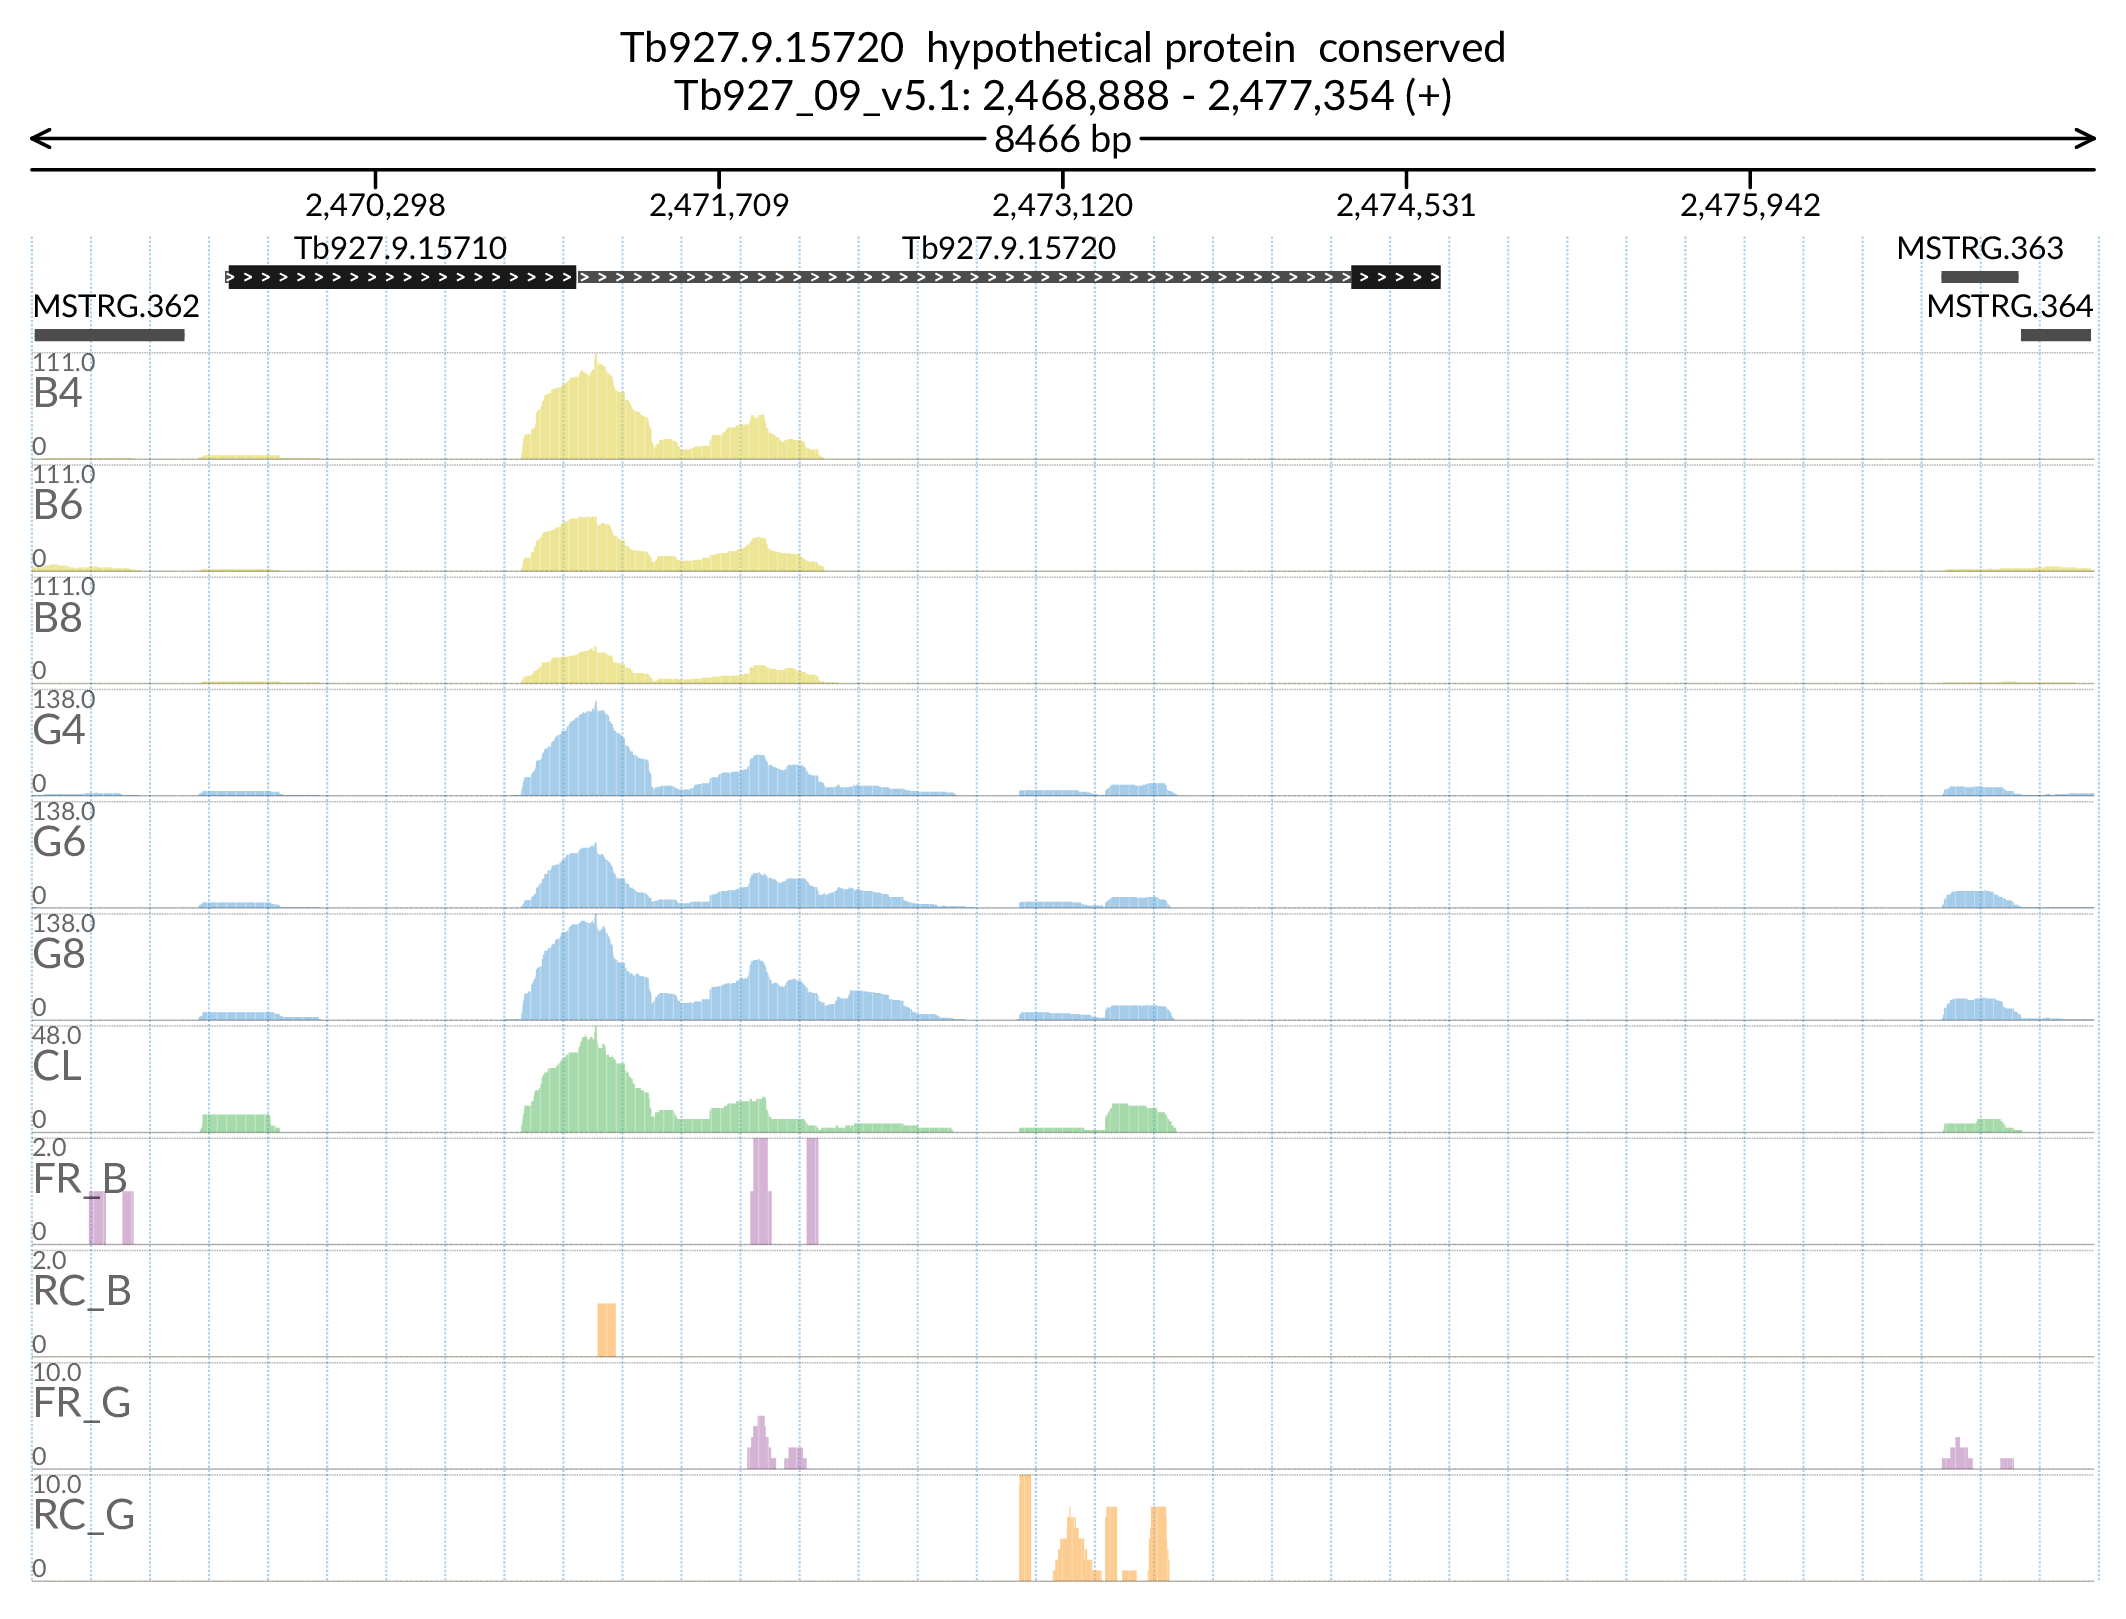 Tb927.9.15720  hypothetical protein  conserved
Tb927_09_v5.1: 2,468,888 - 2,477,354 (+)
8466 bp
2,470,298 2,471,709 2,473,120 2,474,531 2,475,942
Tb927.9.15710 Tb927.9.15720 MSTRG.363
MSTRG.362 MSTRG.364
111.0
B4
0
111.0
B6
0
111.0
B8
0
138.0
G4
0
138.0
G6
0
138.0
G8
0
48.0
CL
0
2.0
FR_B
0
2.0
RC_B
0
10.0
FR_G
0
10.0
RC_G
0